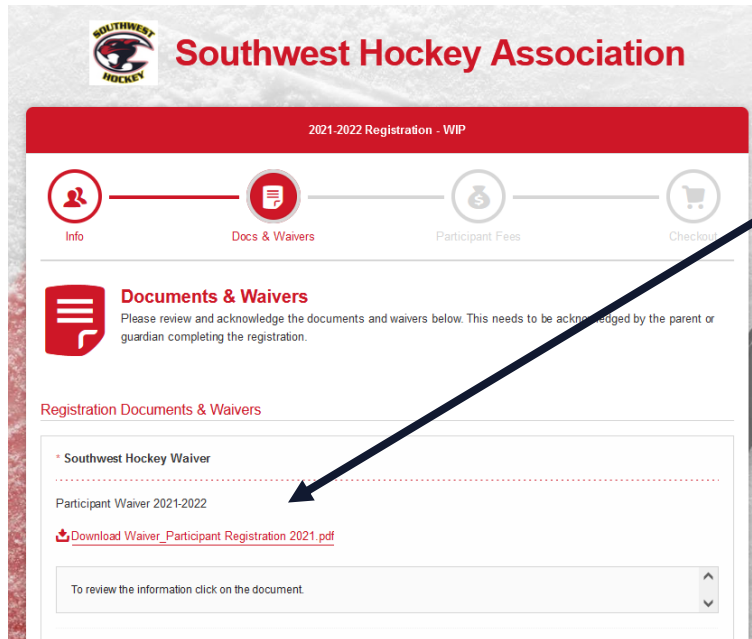 SOUTHWEST
HOCKEY
Southwest Hockey Association
2021-2022 Registration - WIP
Info
Docs & Waivers
Participant Fees
Checkout
Documents & Waivers
Please review and acknowledge the documents and waivers below. This needs to be acknowledged by the parent or
guardian completing the registration.
Registration Documents & Waivers
* Southwest Hockey Waiver
Participant Waiver 2021-2022
Download Waiver_Participant Registration 2021.pdf
To review the information click on the document.